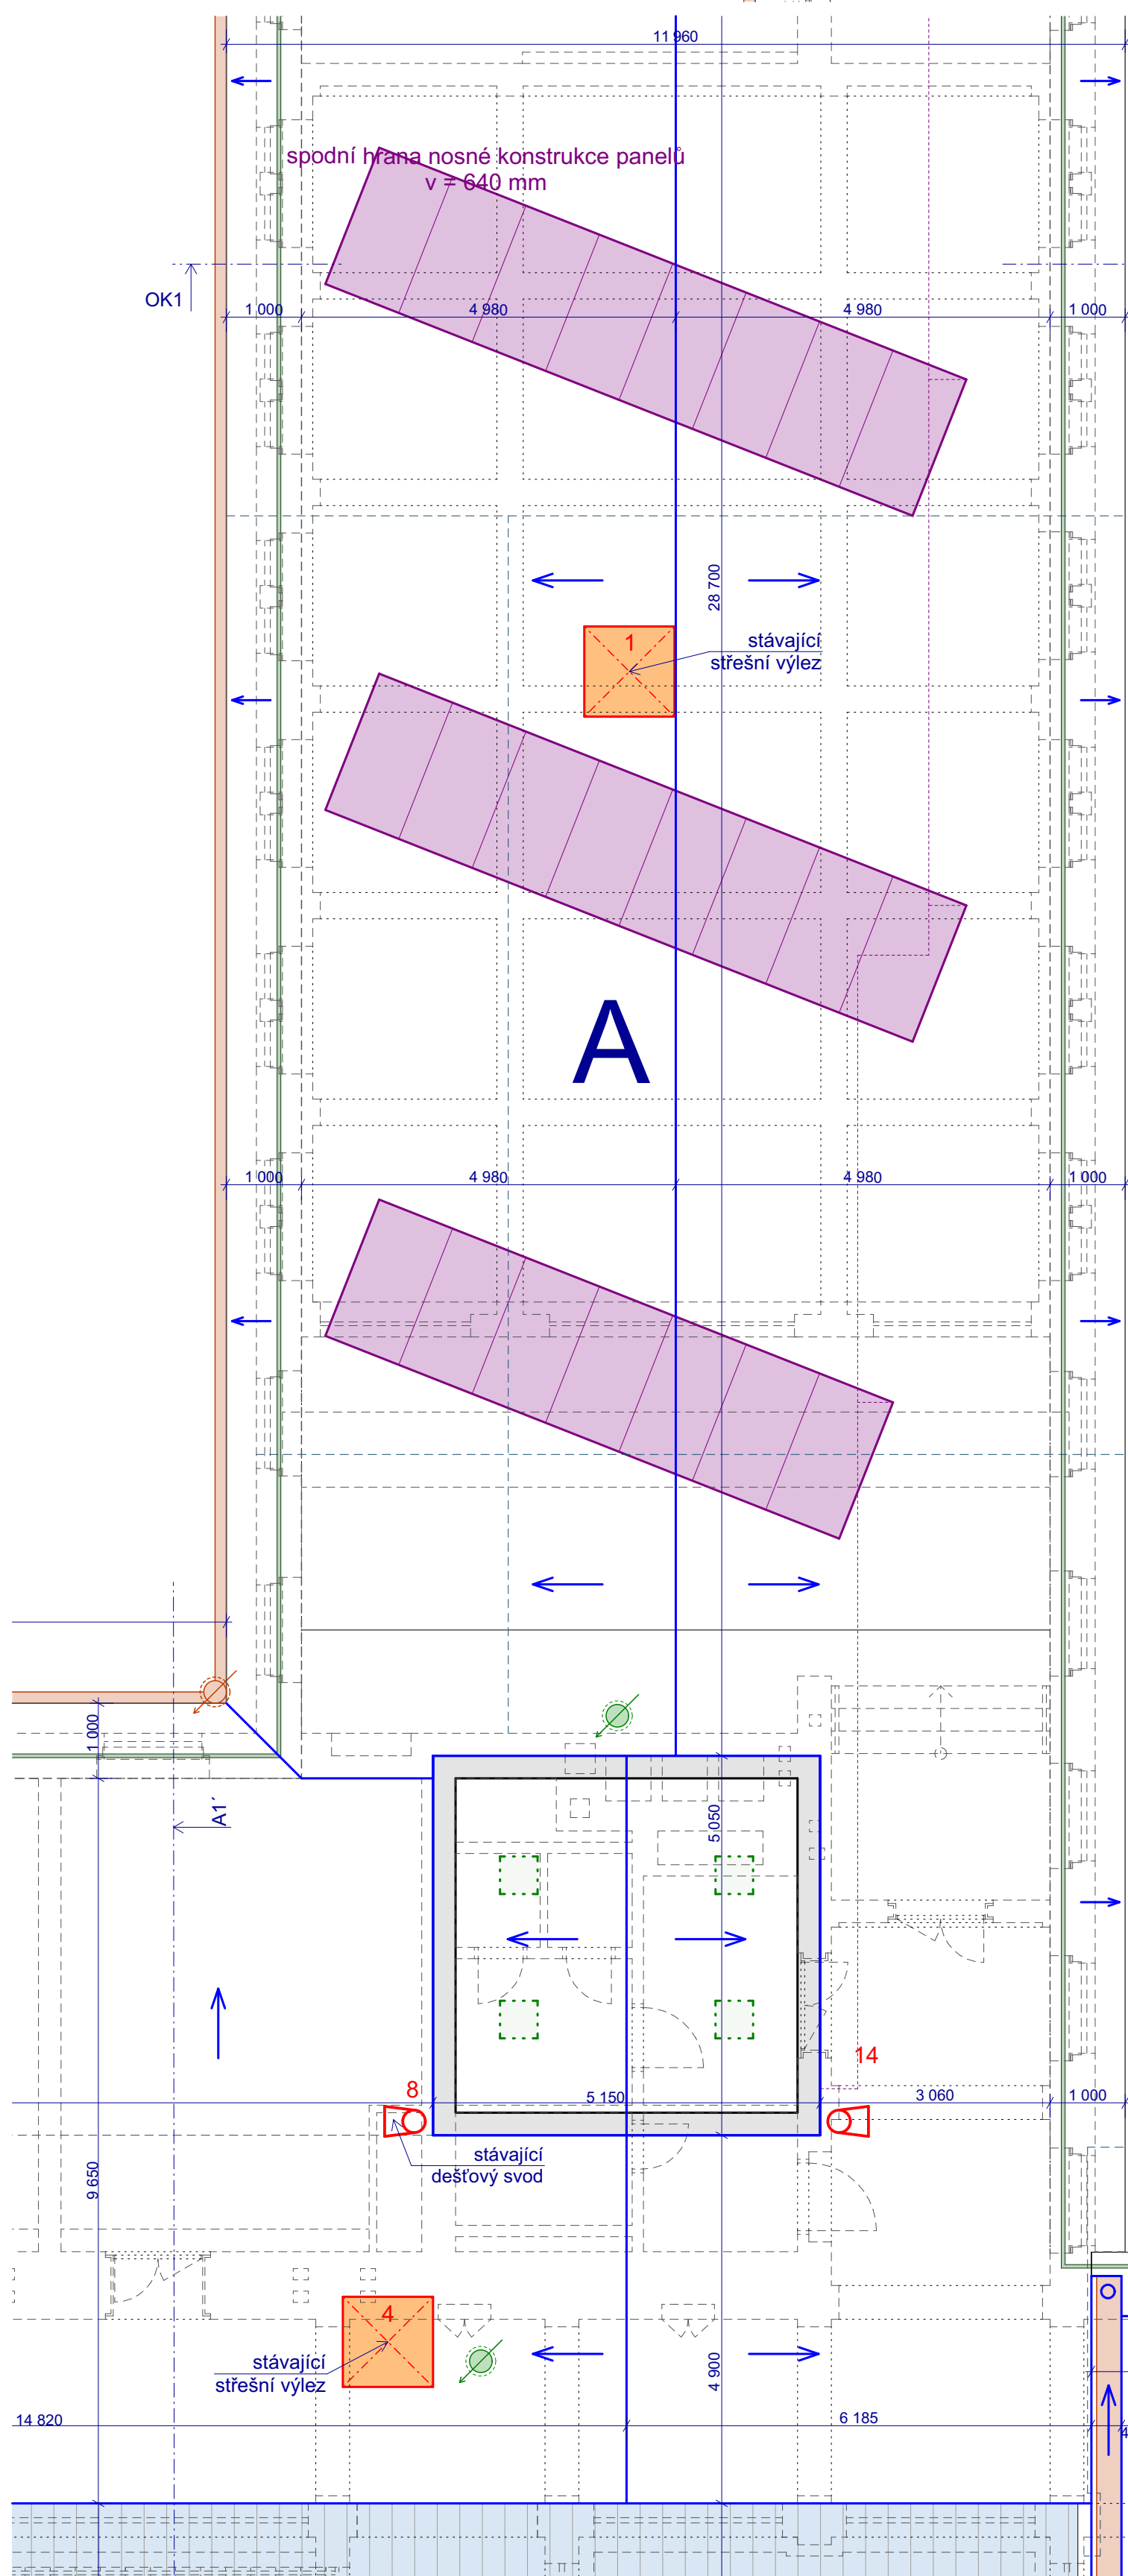 11 960
spodní hrana nosné konstrukce panelů
v = 640 mm
OK1
1 000
4 980
4 980
1 000
28 700
1
stávající
střešní výlez
A
1 000
4 980
4 980
1 000
1 000
A1´
5 050
14
8
5 150
3 060
1 000
stávající
dešťový svod
9 650
4
stávající
střešní výlez
4 900
14 820
6 185